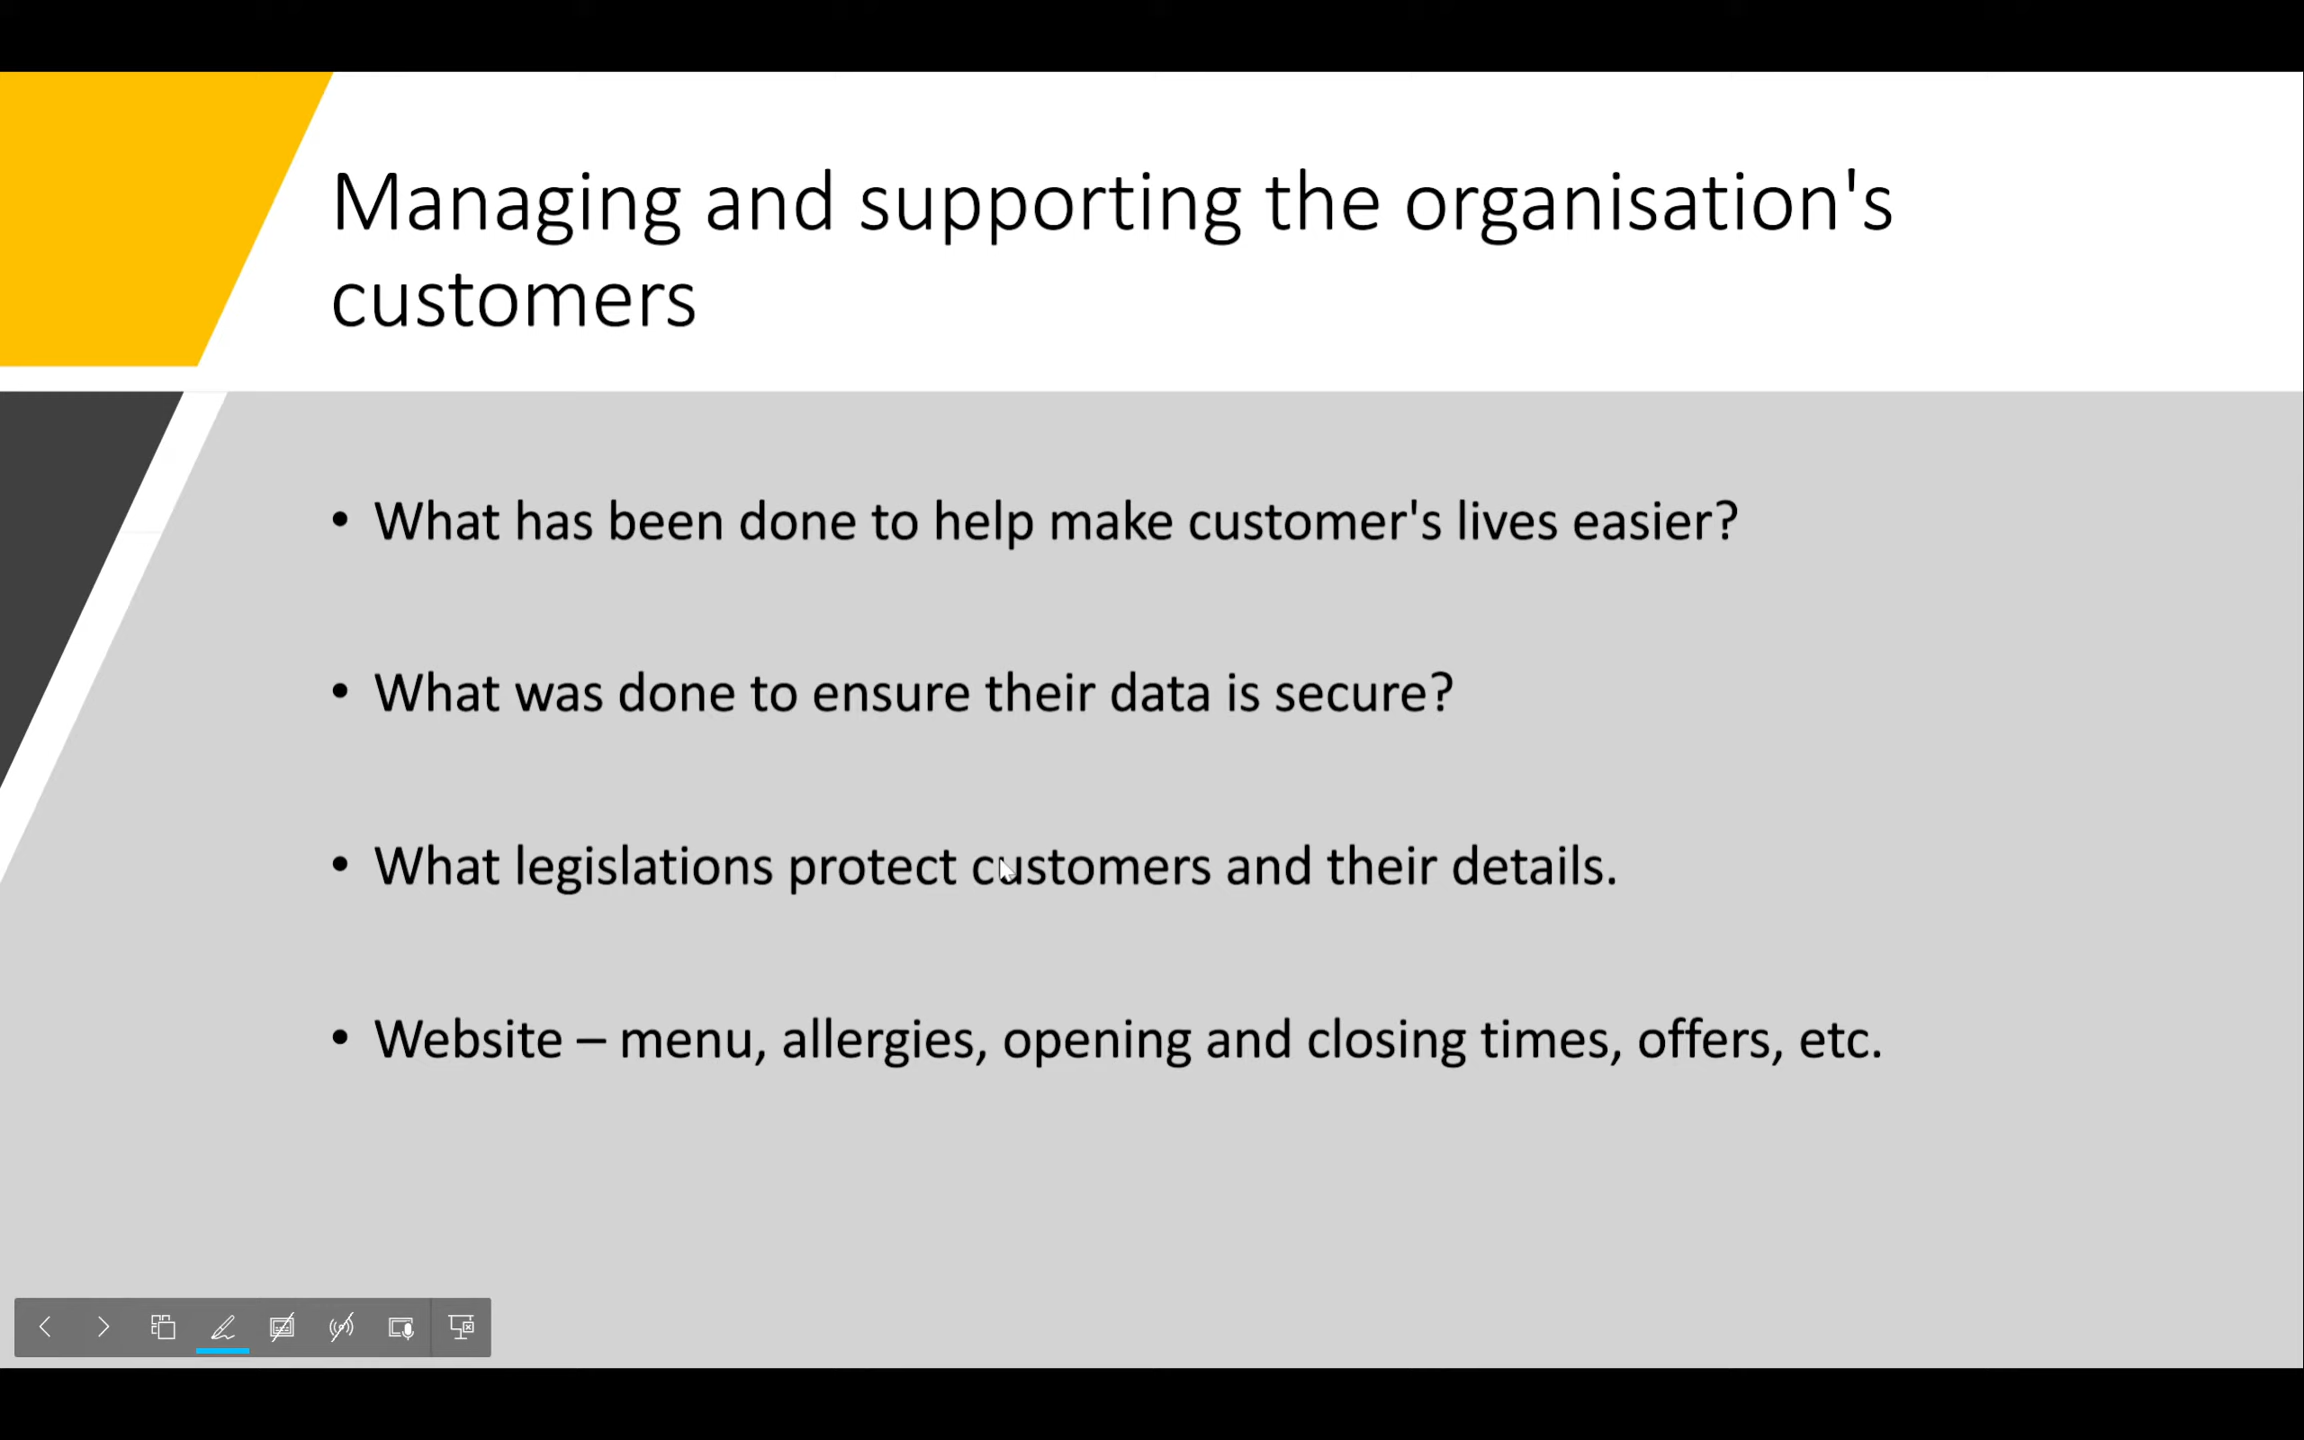 Managing and supporting the organisation's
customers
• What has been done to help make customer's lives easier?
• What was done to ensure their data is secure?
• What legislations protect customers and their details.
• Website – menu, allergies, opening and closing times, offers, etc.